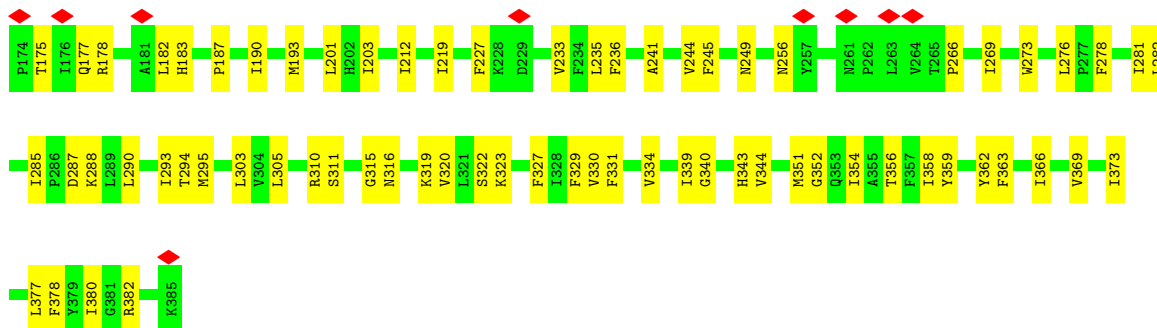 P174 T175 I176 Q177 R178 A181 L182 H183 P187 I190 M193 L201 H202 I203 I212 I219 F227 K228 D229 V233 F234 L235 F236 A241 V244 F245 N249 N256 Y257 N261 P262 L263 V264 T265 P266 I269 W273 L276 P277 F278 I281
I285 P286 D287 K288 L289 L290 I293 T294 M295 L303 V304 L305 R310 S311 G315 N316 K319 V320 L321 S322 K323 F327 I328 F329 V330 F331 V334 I339 G340 H343 V344 M351 G352 Q353 I354 A355 T356 F357 I358 Y359 Y362 F363 I366 V369 I373
L377 F378 Y379 I380 G381 R382 K385